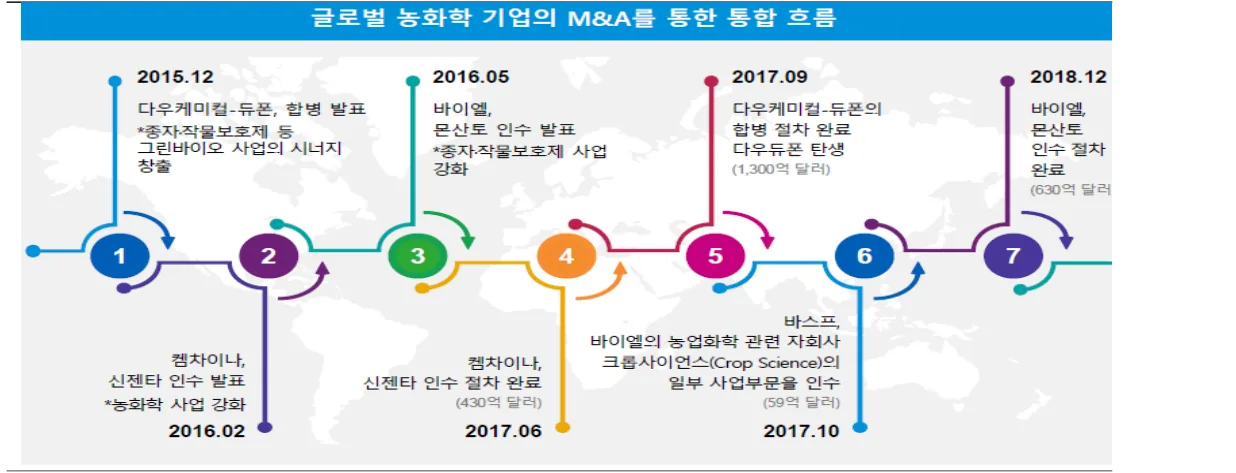 글로벌 농화학 기업의 M&A를 통한 통합 흐름
2015.12
다우케미컬-듀폰, 합병 발표
*종자·작물보호제 등
그린바이오 사업의 시너지
창출
2016.05
바이엘,
몬산토 인수 발표
*종자·작물보호제 사업
강화
2017.09
다우케미컬-듀폰의
합병 절차 완료
다우듀폰 탄생
(1,300억 달러)
2018.12
바이엘,
몬산토
인수 절차
완료
(630억 달러
1
2
3
4
5
6
7
켐차이나,
신젠타 인수 발표
*농화학 사업 강화
2016.02
켐차이나,
신젠타 인수 절차 완료
(430억 달러)
2017.06
바스프,
바이엘의 농업화학 관련 자회사
크롭사이언스(Crop Science)의
일부 사업부문을 인수
(59억 달러)
2017.10